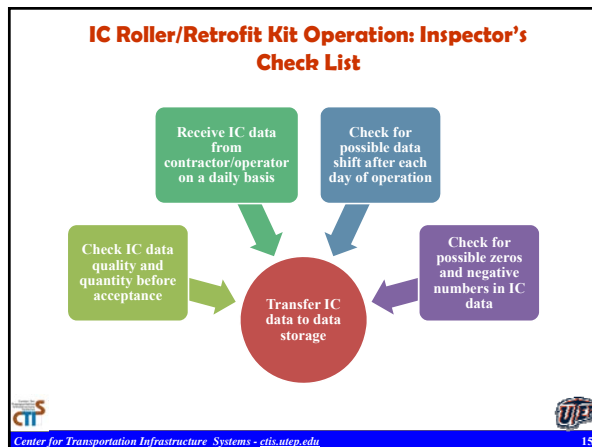 IC Roller/Retrofit Kit Operation: Inspector's
Check List
Receive IC data
from
contractor/operator
on a daily basis
Check for
possible data
shift after each
day of operation
Check IC data
quality and
quantity before
acceptance
Check for
possible zeros
and negative
numbers in IC
data
Transfer IC
data to data
storage
CTIS
UTEP
Center for Transportation Infrastructure Systems - ctis.utep.edu
15